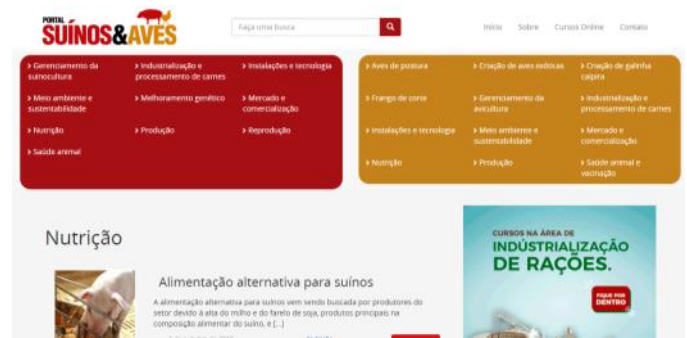 PORTAL
SUÍNOS&AVES
Faça uma busca
Início Sobre Cursos Online Contato
› Gerenciamento da suinocultura
› Industrialização e processamento de carnes
› Instalações e tecnologia
› Meio ambiente e sustentabilidade
› Melhoramento genético
› Mercado e comercialização
› Nutrição
› Produção
› Reprodução
› Saúde animal
› Aves de postura
› Criação de aves exóticas
› Criação de galinha caipira
› Frango de corte
› Gerenciamento da avicultura
› Industrialização e processamento de carnes
› Instalações e tecnologia
› Meio ambiente e sustentabilidade
› Mercado e comercialização
› Nutrição
› Produção
› Saúde animal e vacinação
Nutrição
Alimentação alternativa para suínos
A alimentação alternativa para suínos vem sendo buscada por produtores do
setor devido à alta do milho e do farelo de soja, produtos principais na
composição alimentar do suíno, e [...]
CURSOS NA ÁREA DE
INDÚSTRIALIZAÇÃO
DE RAÇÕES.
FIQUE POR
DENTRO